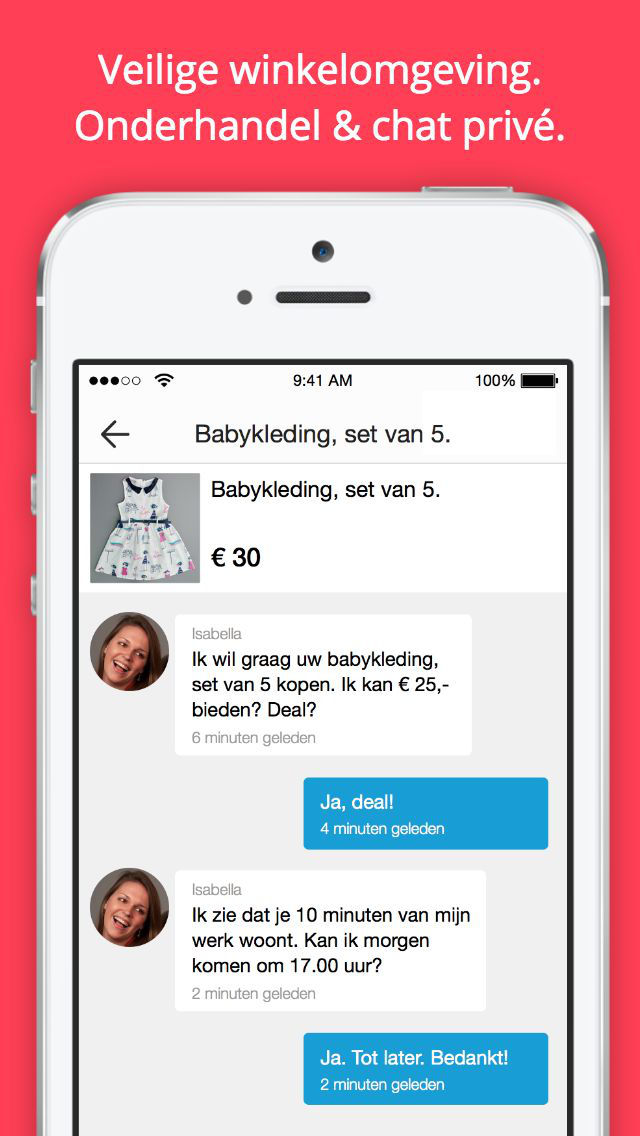 Veilige winkelomgeving.
Onderhandel & chat privé.
9:41 AM
100%
Babykleding, set van 5.
Babykleding, set van 5.
€ 30
Isabella
Ik wil graag uw babykleding,
set van 5 kopen. Ik kan € 25,-
bieden? Deal?
6 minuten geleden
Ja, deal!
4 minuten geleden
Isabella
Ik zie dat je 10 minuten van mijn
werk woont. Kan ik morgen
komen om 17.00 uur?
2 minuten geleden
Ja. Tot later. Bedankt!
2 minuten geleden